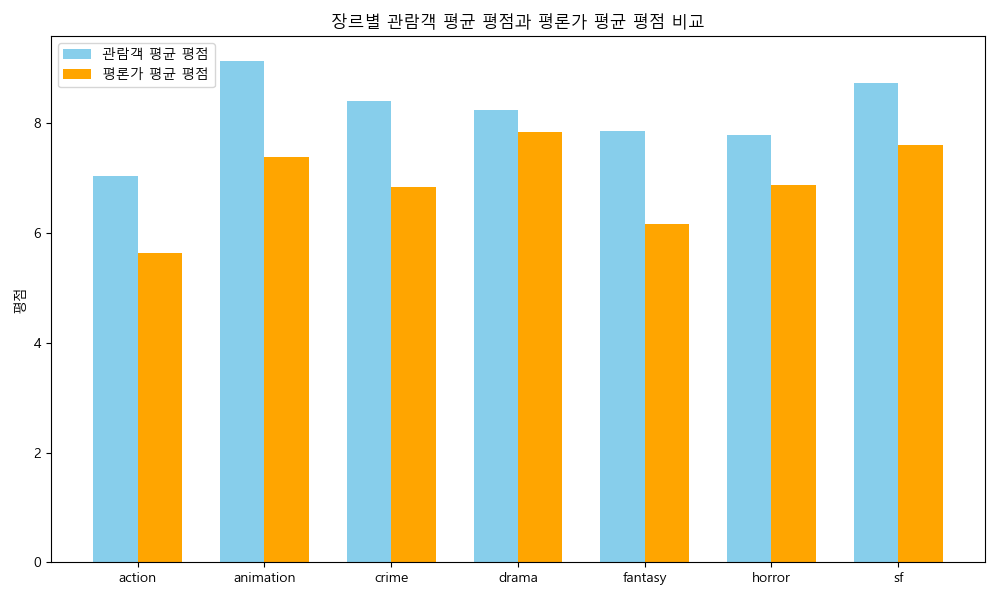 장르별 관람객 평균 평점과 평론가 평균 평점 비교
관람객 평균 평점
평론가 평균 평점
평점
8
6
4
2
0
action animation crime drama fantasy horror sf